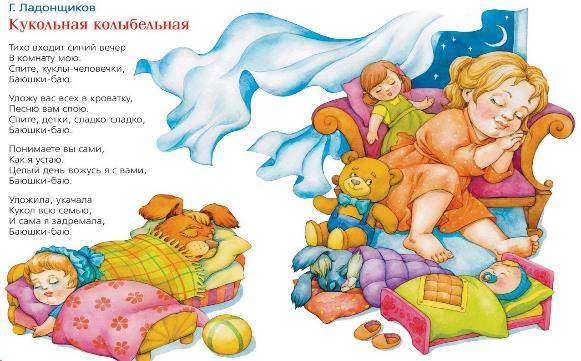 Г. Ладонщиков
Кукольная колыбельная
Тихо входит синий вечер
В комнату мою.
Спите, куклы-человечки,
Баюшки-баю.
Уложу вас всех в кроватку,
Песню вам спою.
Спите, детки, сладко-сладко,
Баюшки-баю.
Понимаете вы сами,
Как я устаю.
Целый день вожусь я с вами,
Баюшки-баю.
Уложила, укачала
Кукол всю семью,
И сама я задремала,
Баюшки-баю.